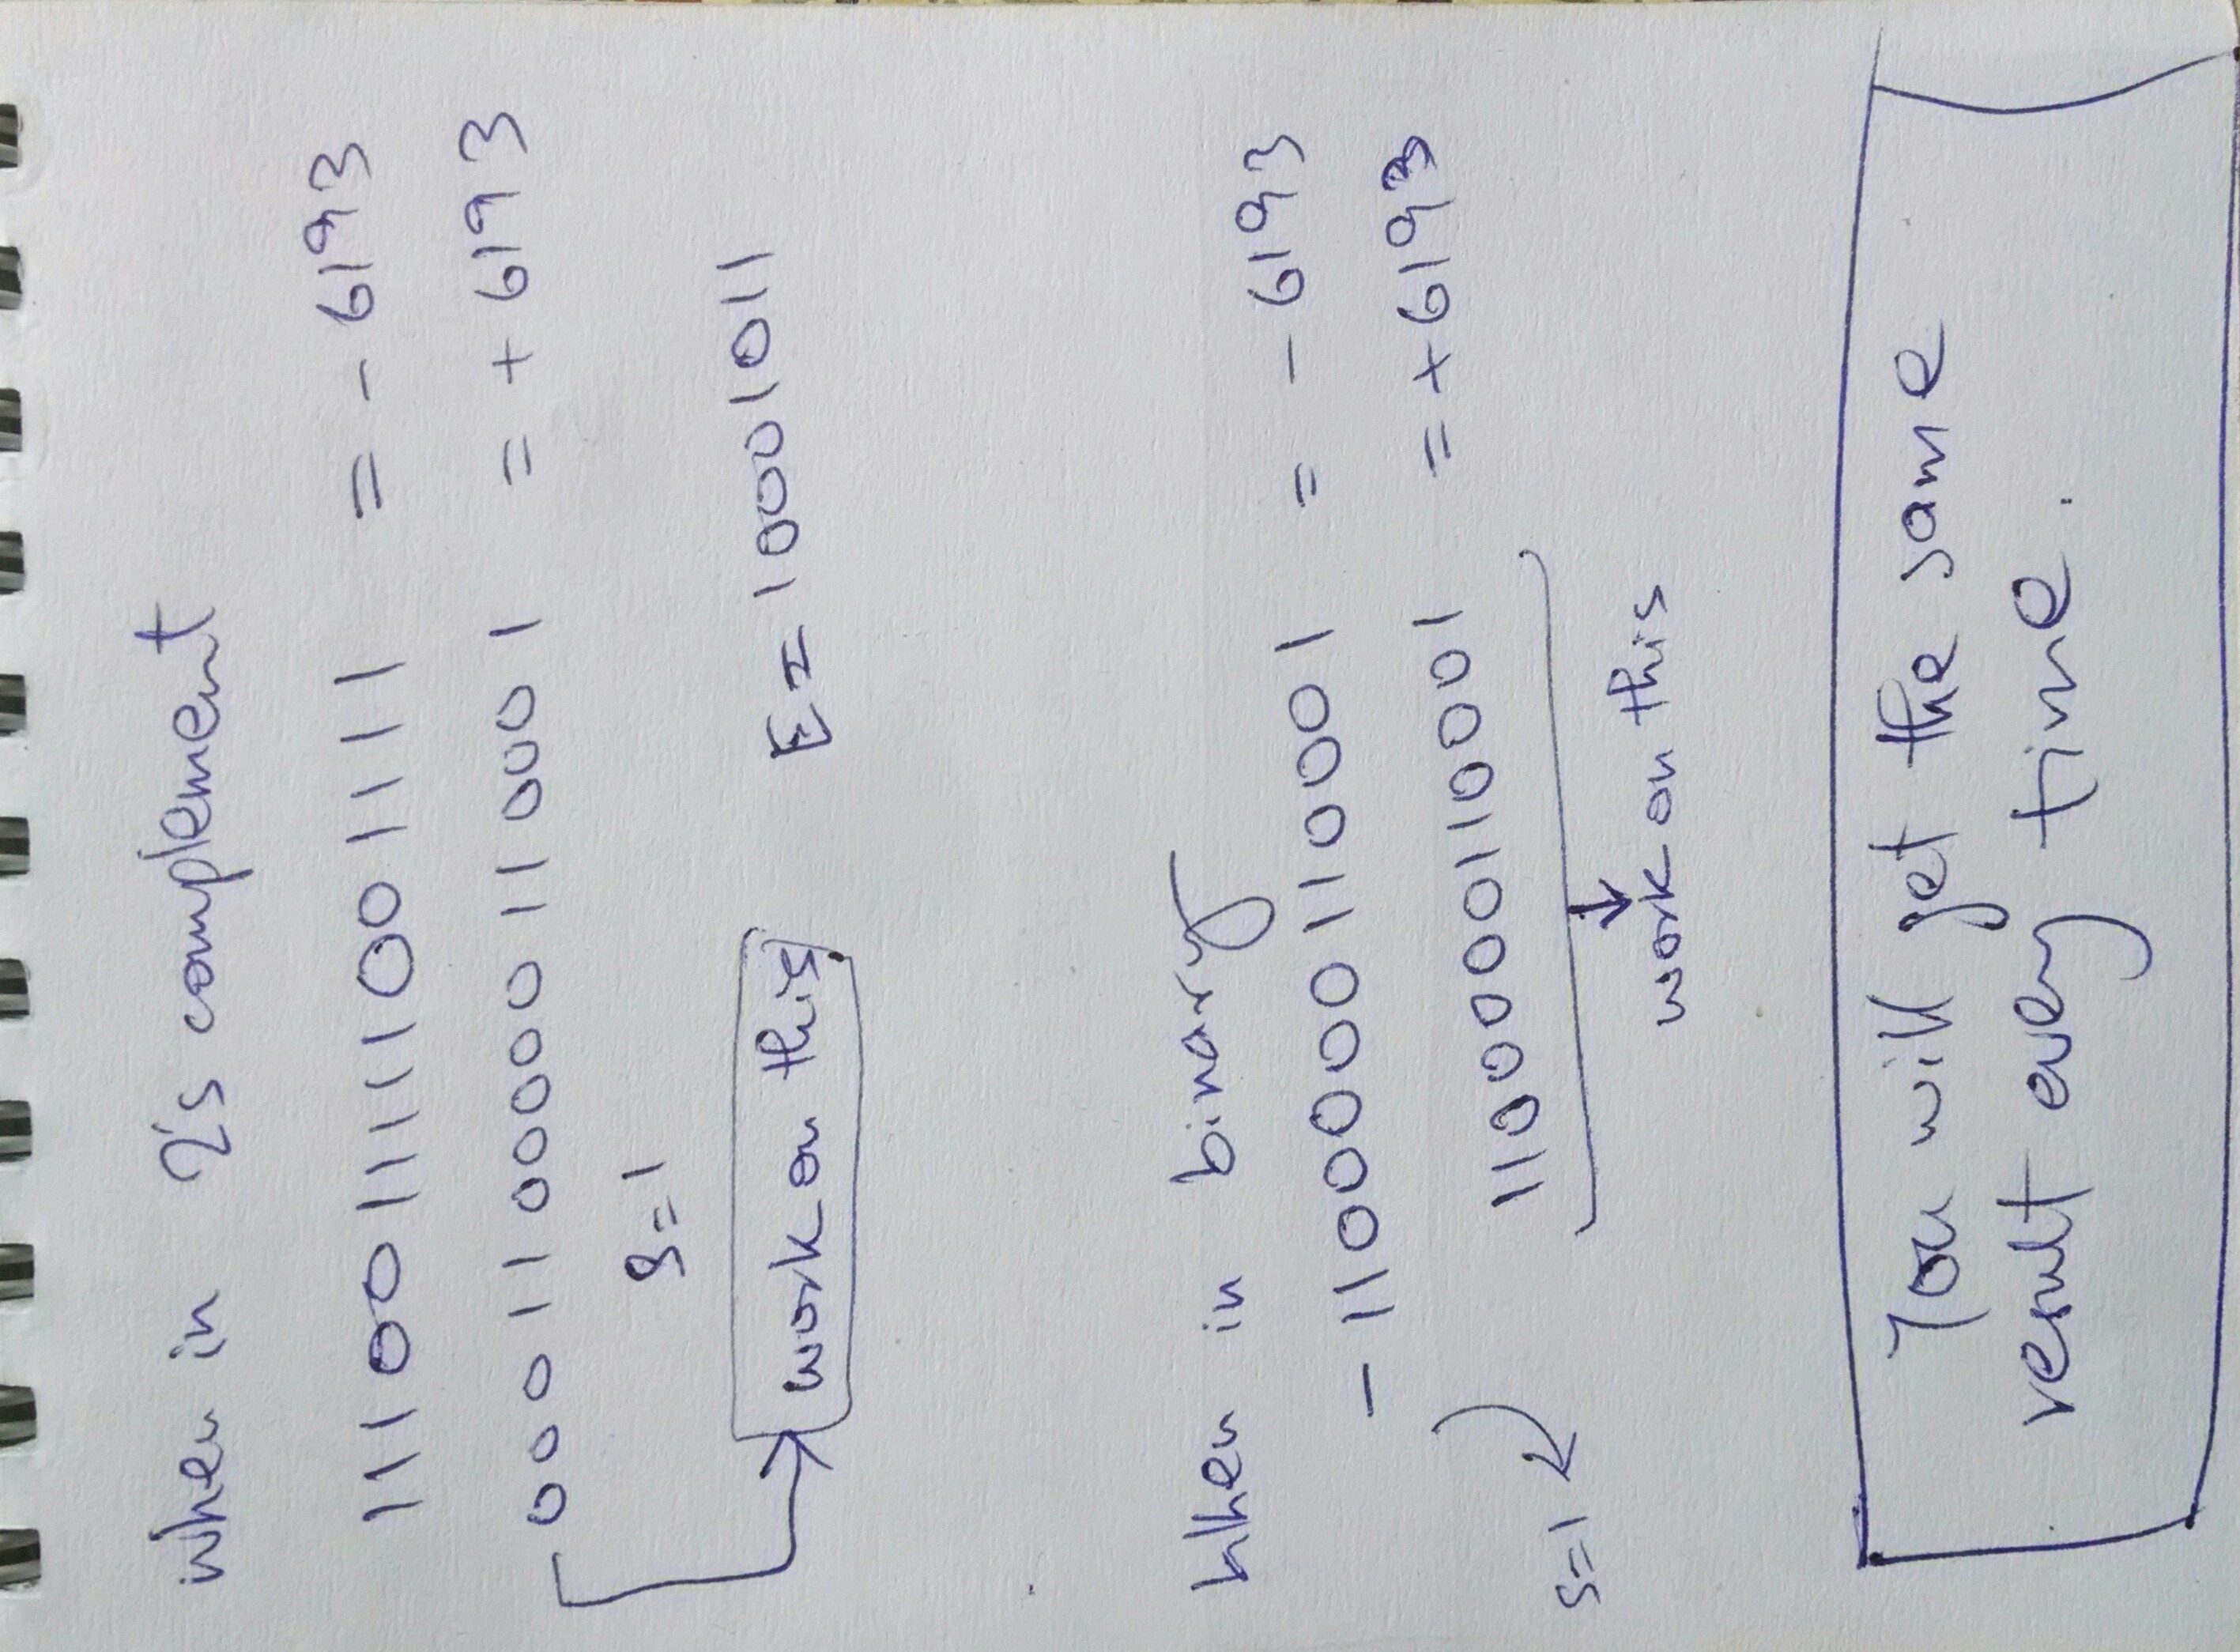 when in 2's complement
1110011111001111 = - 6193
0001100000110001 = + 6193
S=1
work on this E = 10001011
When in binary
- 1100000110001 = - 6193
1100000110001 = + 6193
S=1
work on this
You will get the same
result every time.